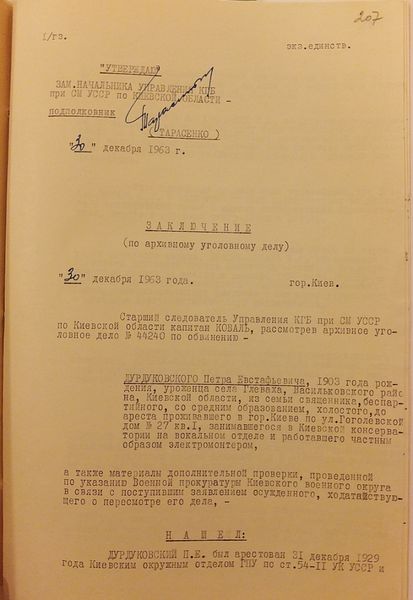 207
I/гз.
экз.единств.
"УТВЕРЖДАЮ"
ЗАМ.НАЧАЛЬНИКА УПРАВЛЕНИЯ КГБ
при СМ УССР по КИЕВСКОЙ ОБЛАСТИ -
подполковник
(ТАРАСЕНКО)
"30" декабря 1963 г.
ЗАКЛЮЧЕНИЕ
(по архивному уголовному делу)
"30" декабря 1963 года. гор.Киев.
Старший следователь Управления КГБ при СМ УССР
по Киевской области капитан КОВАЛЬ, рассмотрев архивное уго-
ловное дело № 44240 по обвинению -
ДУРДУКОВСКОГО Петра Евстафьевича, 1903 года рож-
дения, уроженца села Глеваха, Васильковского райо
на, Киевской области, из семьи священника, беспар-
тийного, со средним образованием, холостого, до
ареста проживавшего в гор.Киеве по ул.Гоголевской
дом № 27 кв.I, занимавшегося в Киевской консерва-
тории на вокальном отделе и работавшего частным
образом электромонтером,
а также материалы дополнительной проверки, проведенной
по указанию Военной прокуратуры Киевского военного округа
в связи с поступившим заявлением осужденного, ходатайствую-
щего о пересмотре его дела, -
НАШЕЛ:
ДУРДУКОВСКИЙ П.Е. был арестован 31 декабря 1929
года Киевским окружным отделом ГПУ по ст.54-II УК УССР и